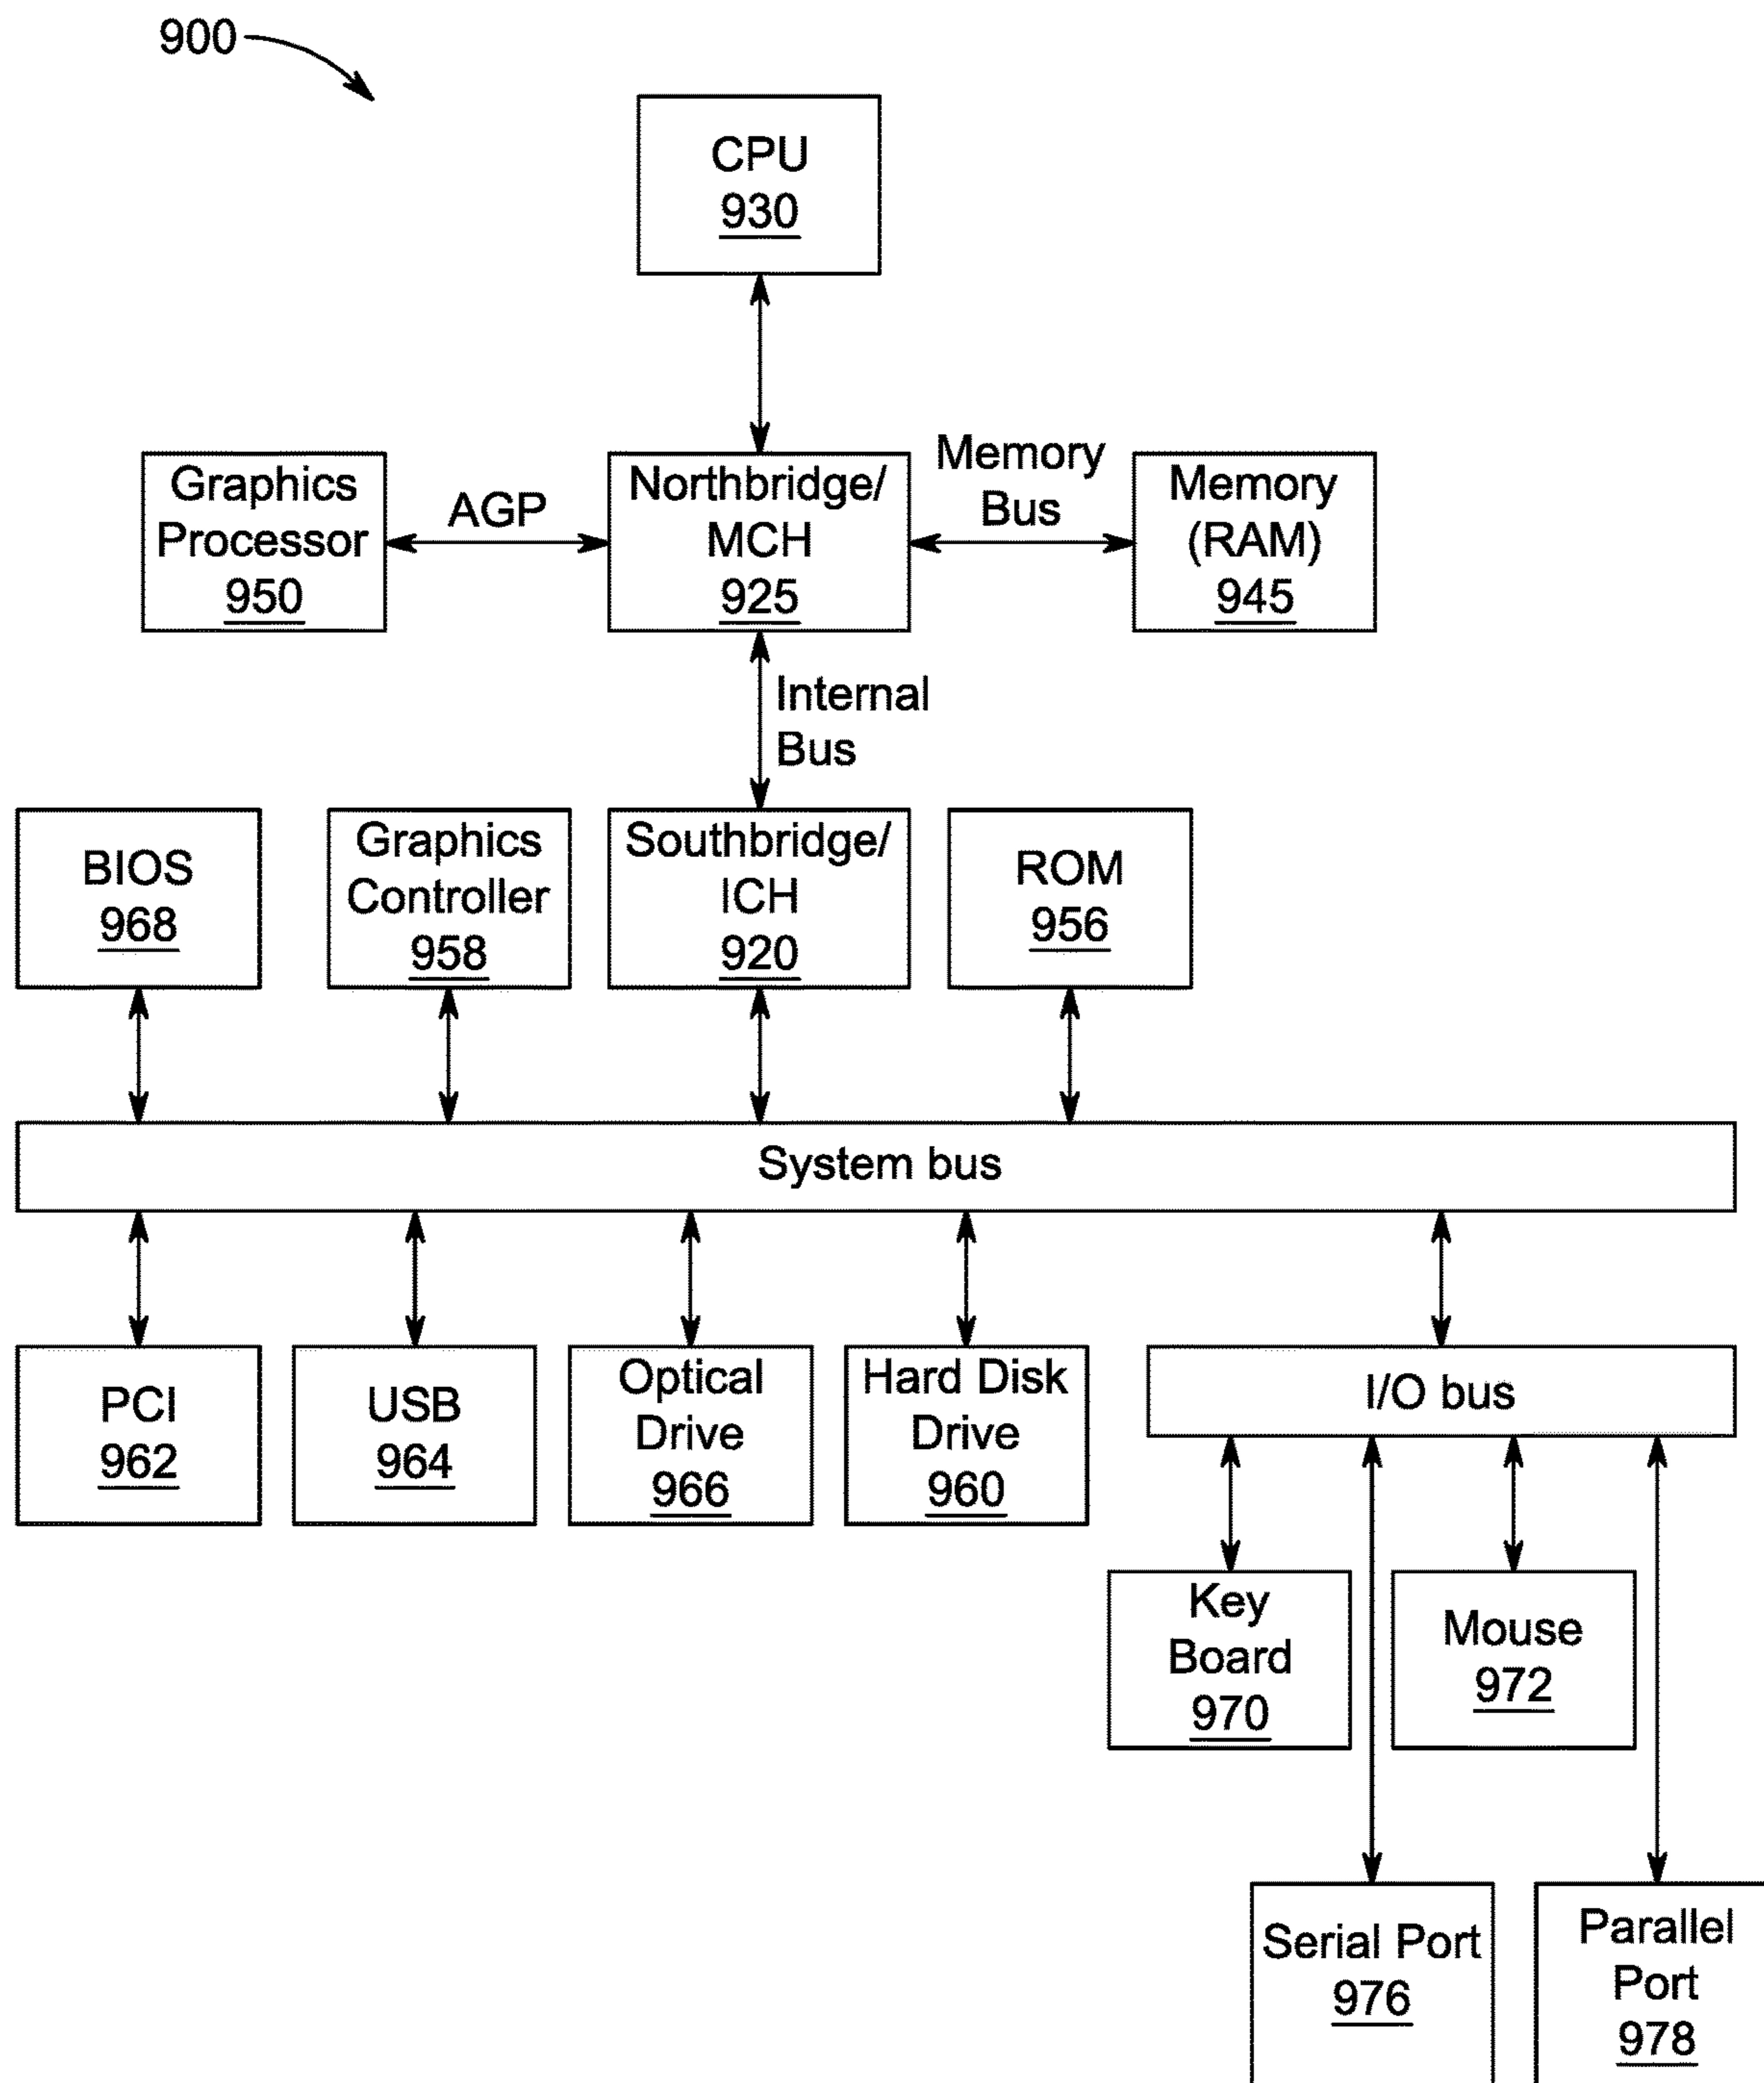 900
CPU
930
Graphics
Processor
950
AGP
Northbridge/
MCH
925
Memory
Bus
Memory
(RAM)
945
Internal
Bus
BIOS
968
Graphics
Controller
958
Southbridge/
ICH
920
ROM
956
System bus
PCI
962
USB
964
Optical
Drive
966
Hard Disk
Drive
960
I/O bus
Key
Board
970
Mouse
972
Serial Port
976
Parallel
Port
978